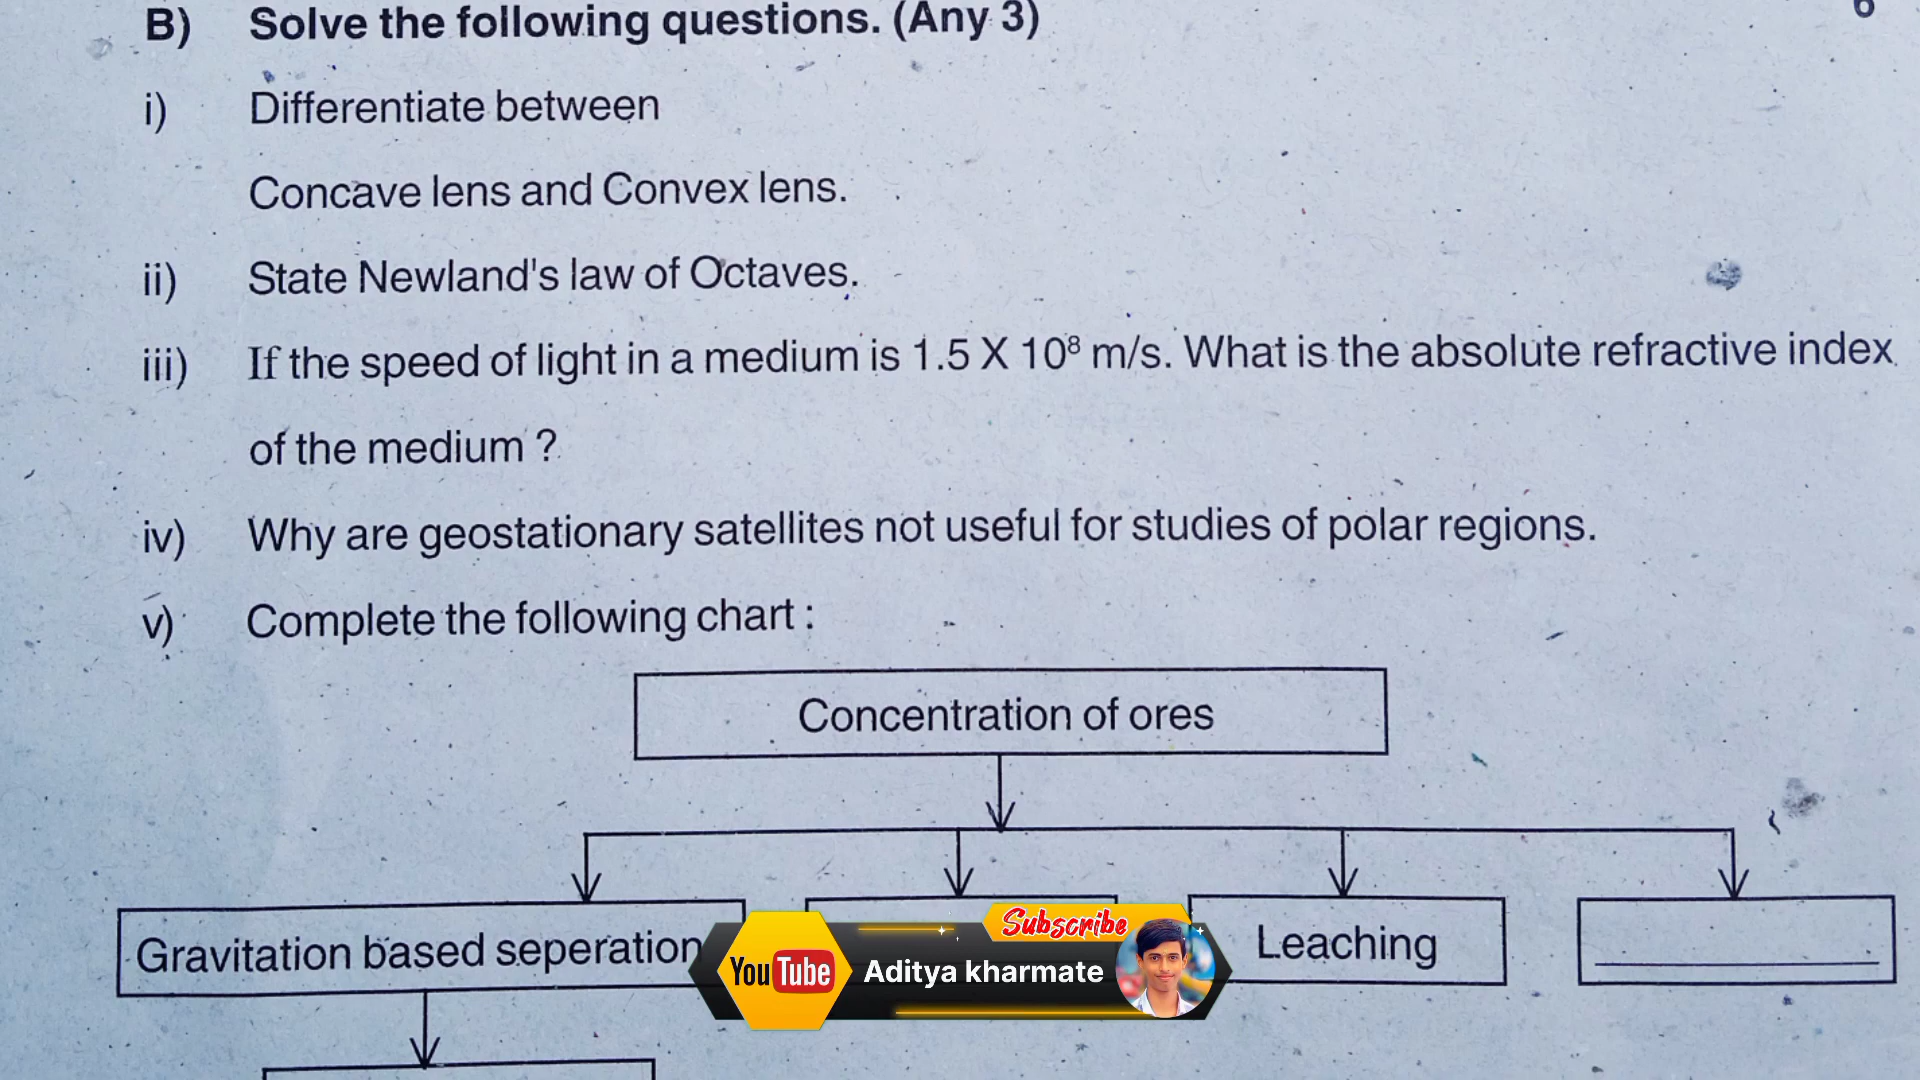 B) Solve the following questions. (Any 3) 6
i) Differentiate between
Concave lens and Convex lens.
ii) State Newland's law of Octaves.
iii) If the speed of light in a medium is 1.5 X 10⁸ m/s. What is the absolute refractive index
of the medium ?
iv) Why are geostationary satellites not useful for studies of polar regions.
v) Complete the following chart :
Concentration of ores
Gravitation based seperation
Leaching
Subscribe
YouTube Aditya kharmate